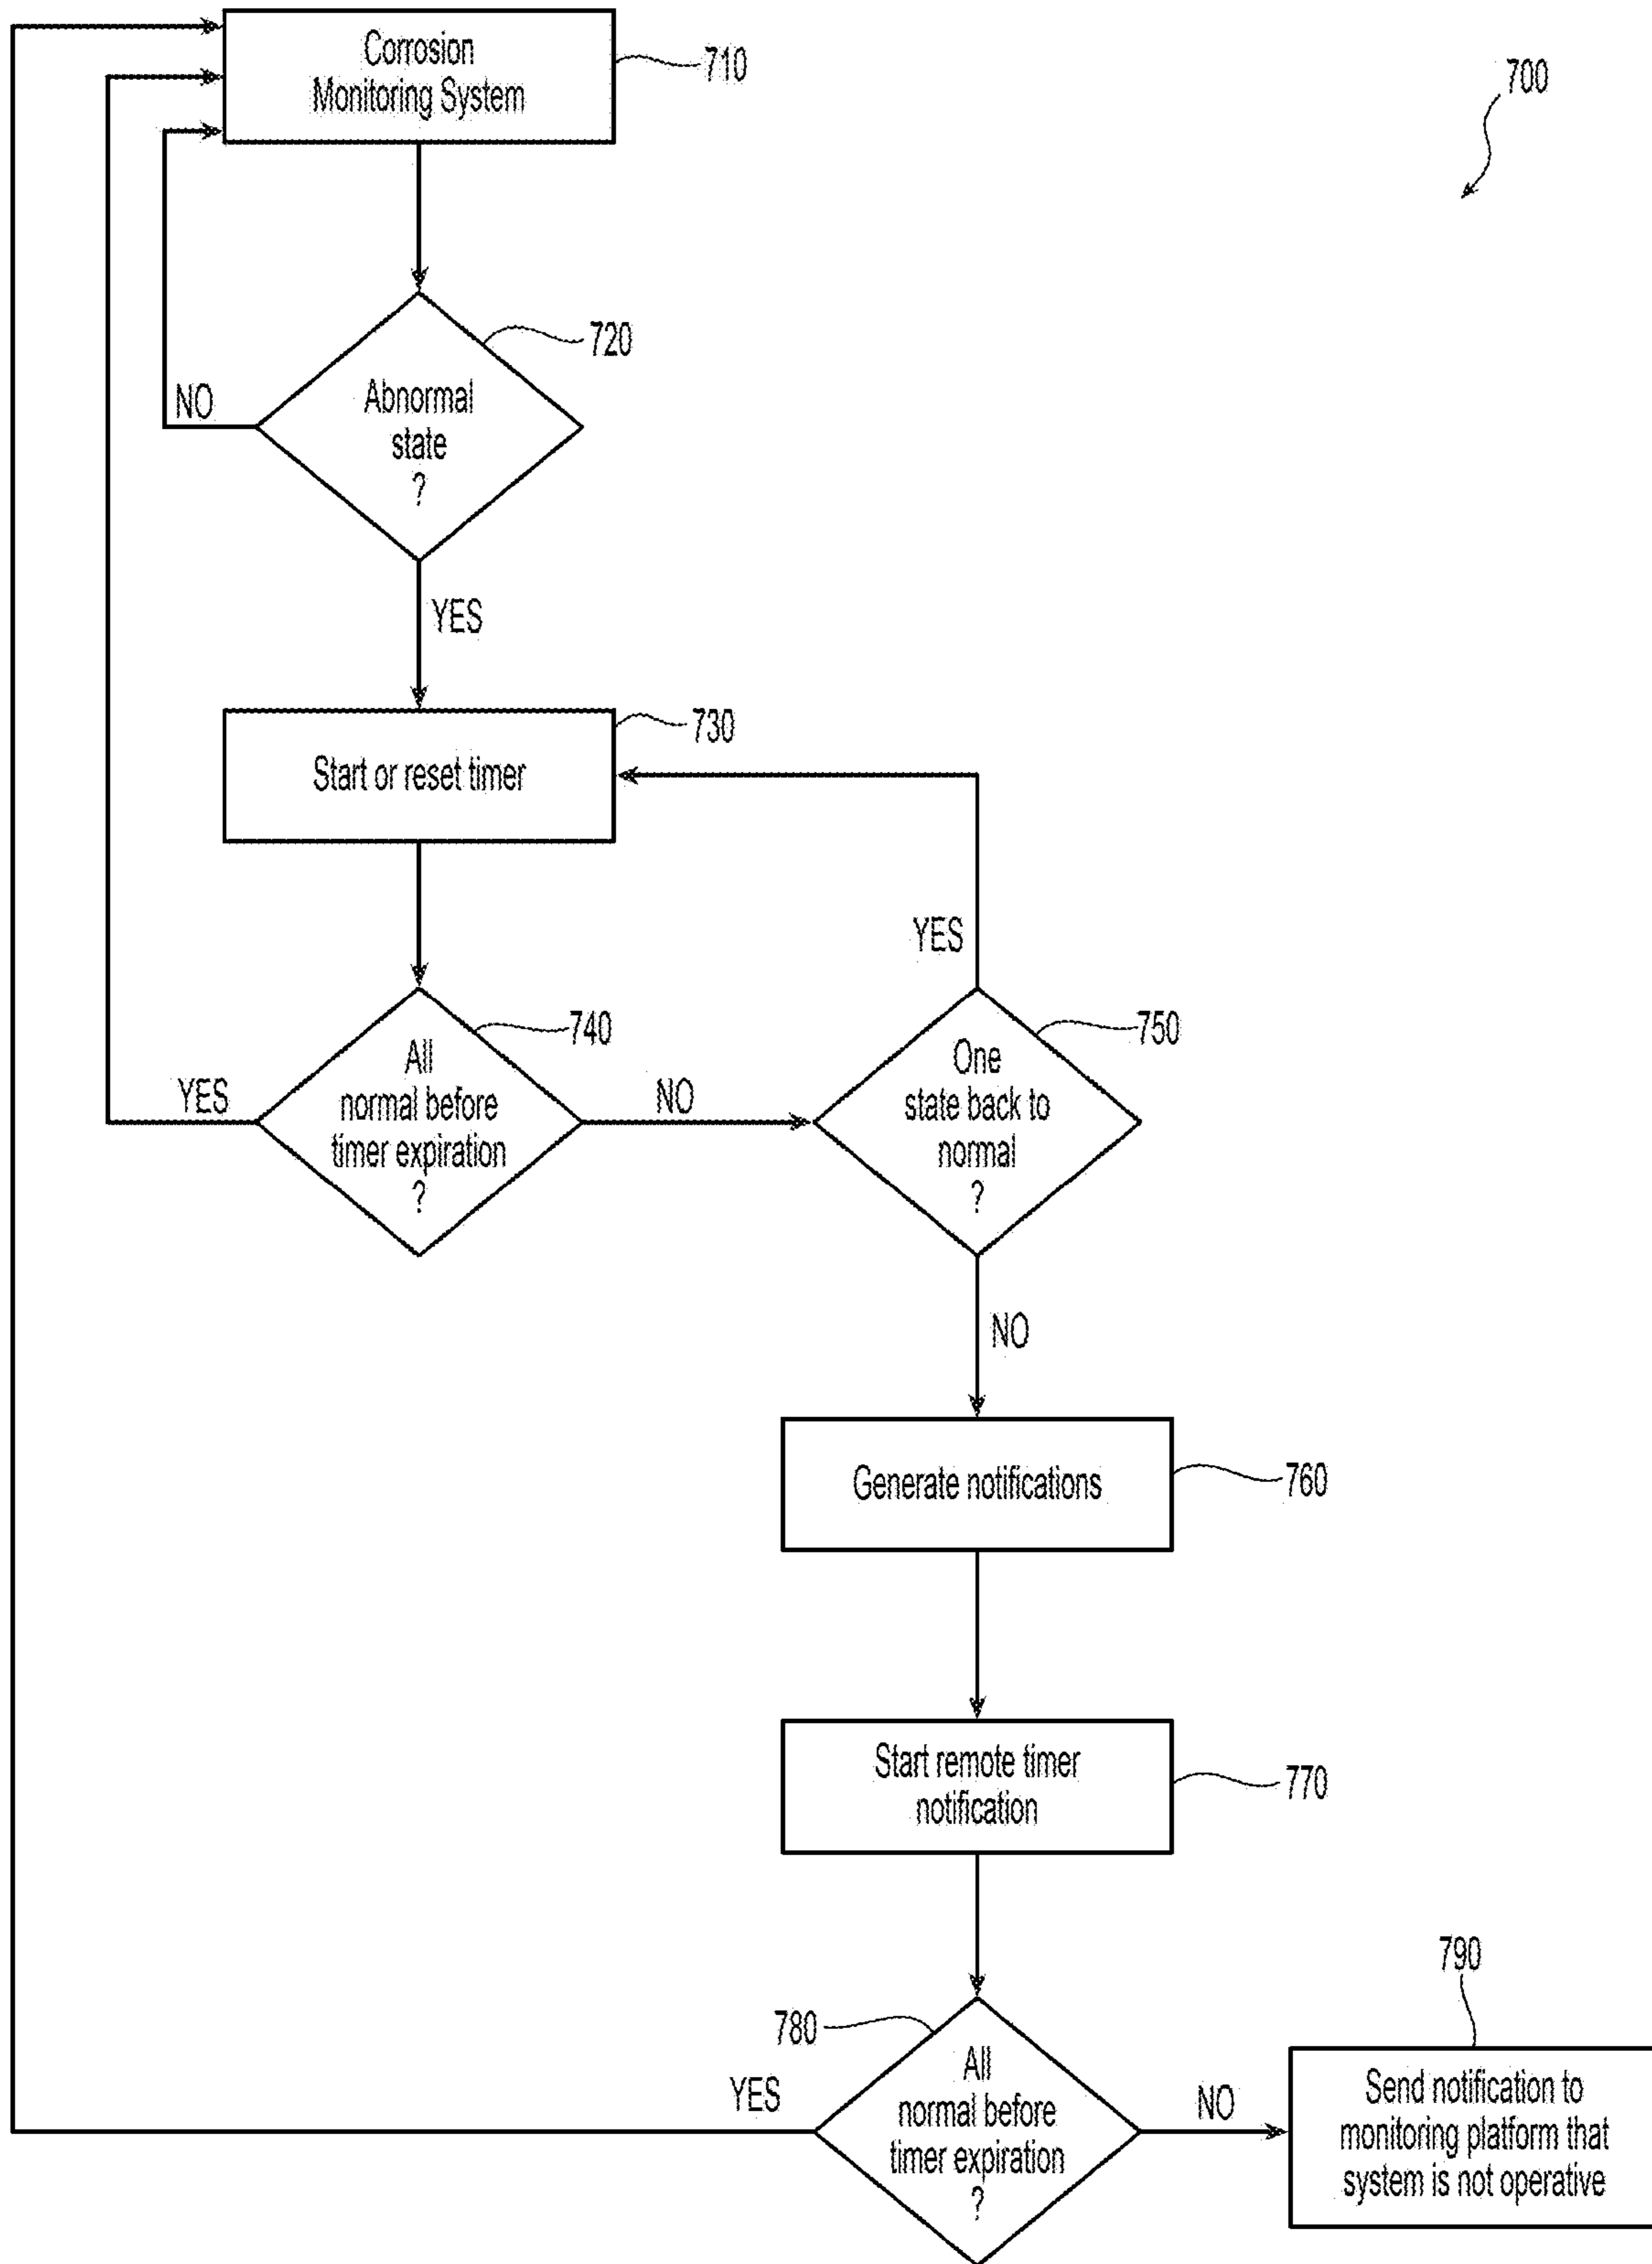 Corrosion
Monitoring System
710
700
720
Abnormal
state
?
NO
YES
730
Start or reset timer
YES
740
All
normal before
timer expiration
?
YES
NO
750
One
state back to
normal
?
NO
Generate notifications
760
Start remote timer
notification
770
780
All
normal before
timer expiration
?
YES
NO
790
Send notification to
monitoring platform that
system is not operative